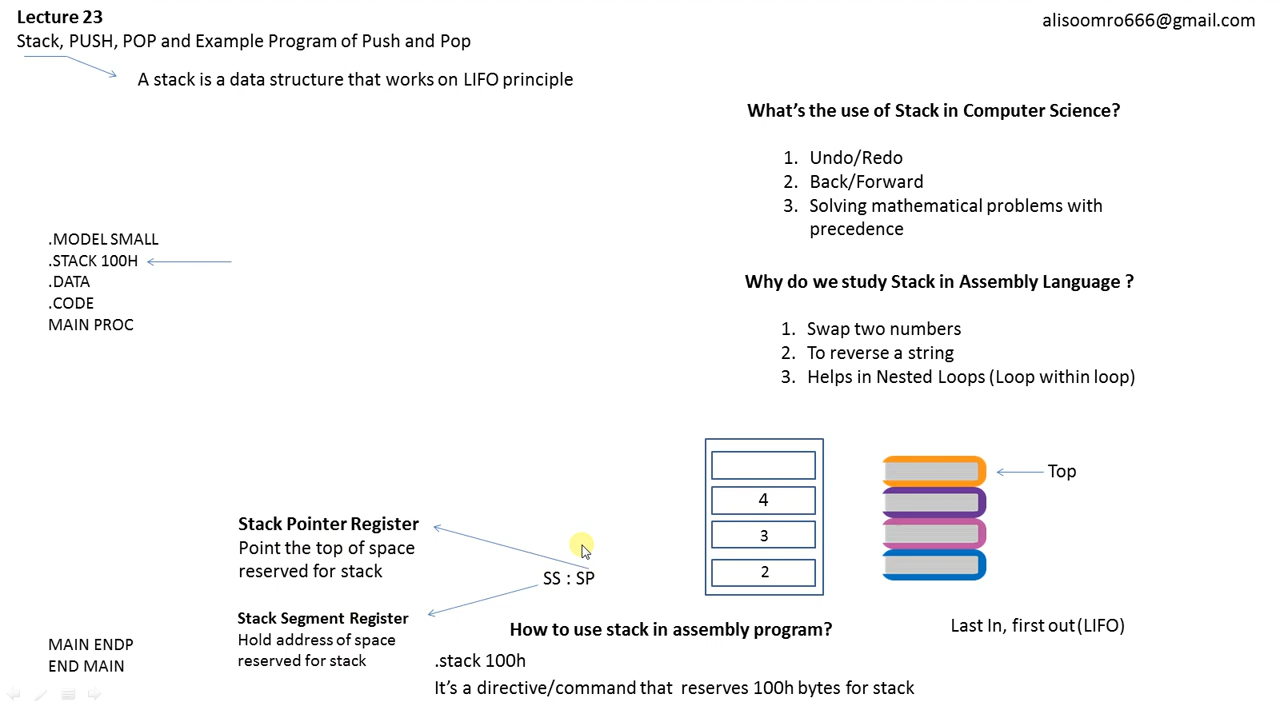 Lecture 23
alisoomro666@gmail.com
Stack, PUSH, POP and Example Program of Push and Pop
A stack is a data structure that works on LIFO principle
What's the use of Stack in Computer Science?
1. Undo/Redo
2. Back/Forward
3. Solving mathematical problems with
precedence
.MODEL SMALL
.STACK 100H
.DATA
.CODE
MAIN PROC
Why do we study Stack in Assembly Language ?
1. Swap two numbers
2. To reverse a string
3. Helps in Nested Loops (Loop within loop)
4
3
2
Top
Last In, first out(LIFO)
Stack Pointer Register
Point the top of space
reserved for stack
SS : SP
Stack Segment Register
Hold address of space
reserved for stack
MAIN ENDP
END MAIN
How to use stack in assembly program?
.stack 100h
It's a directive/command that reserves 100h bytes for stack